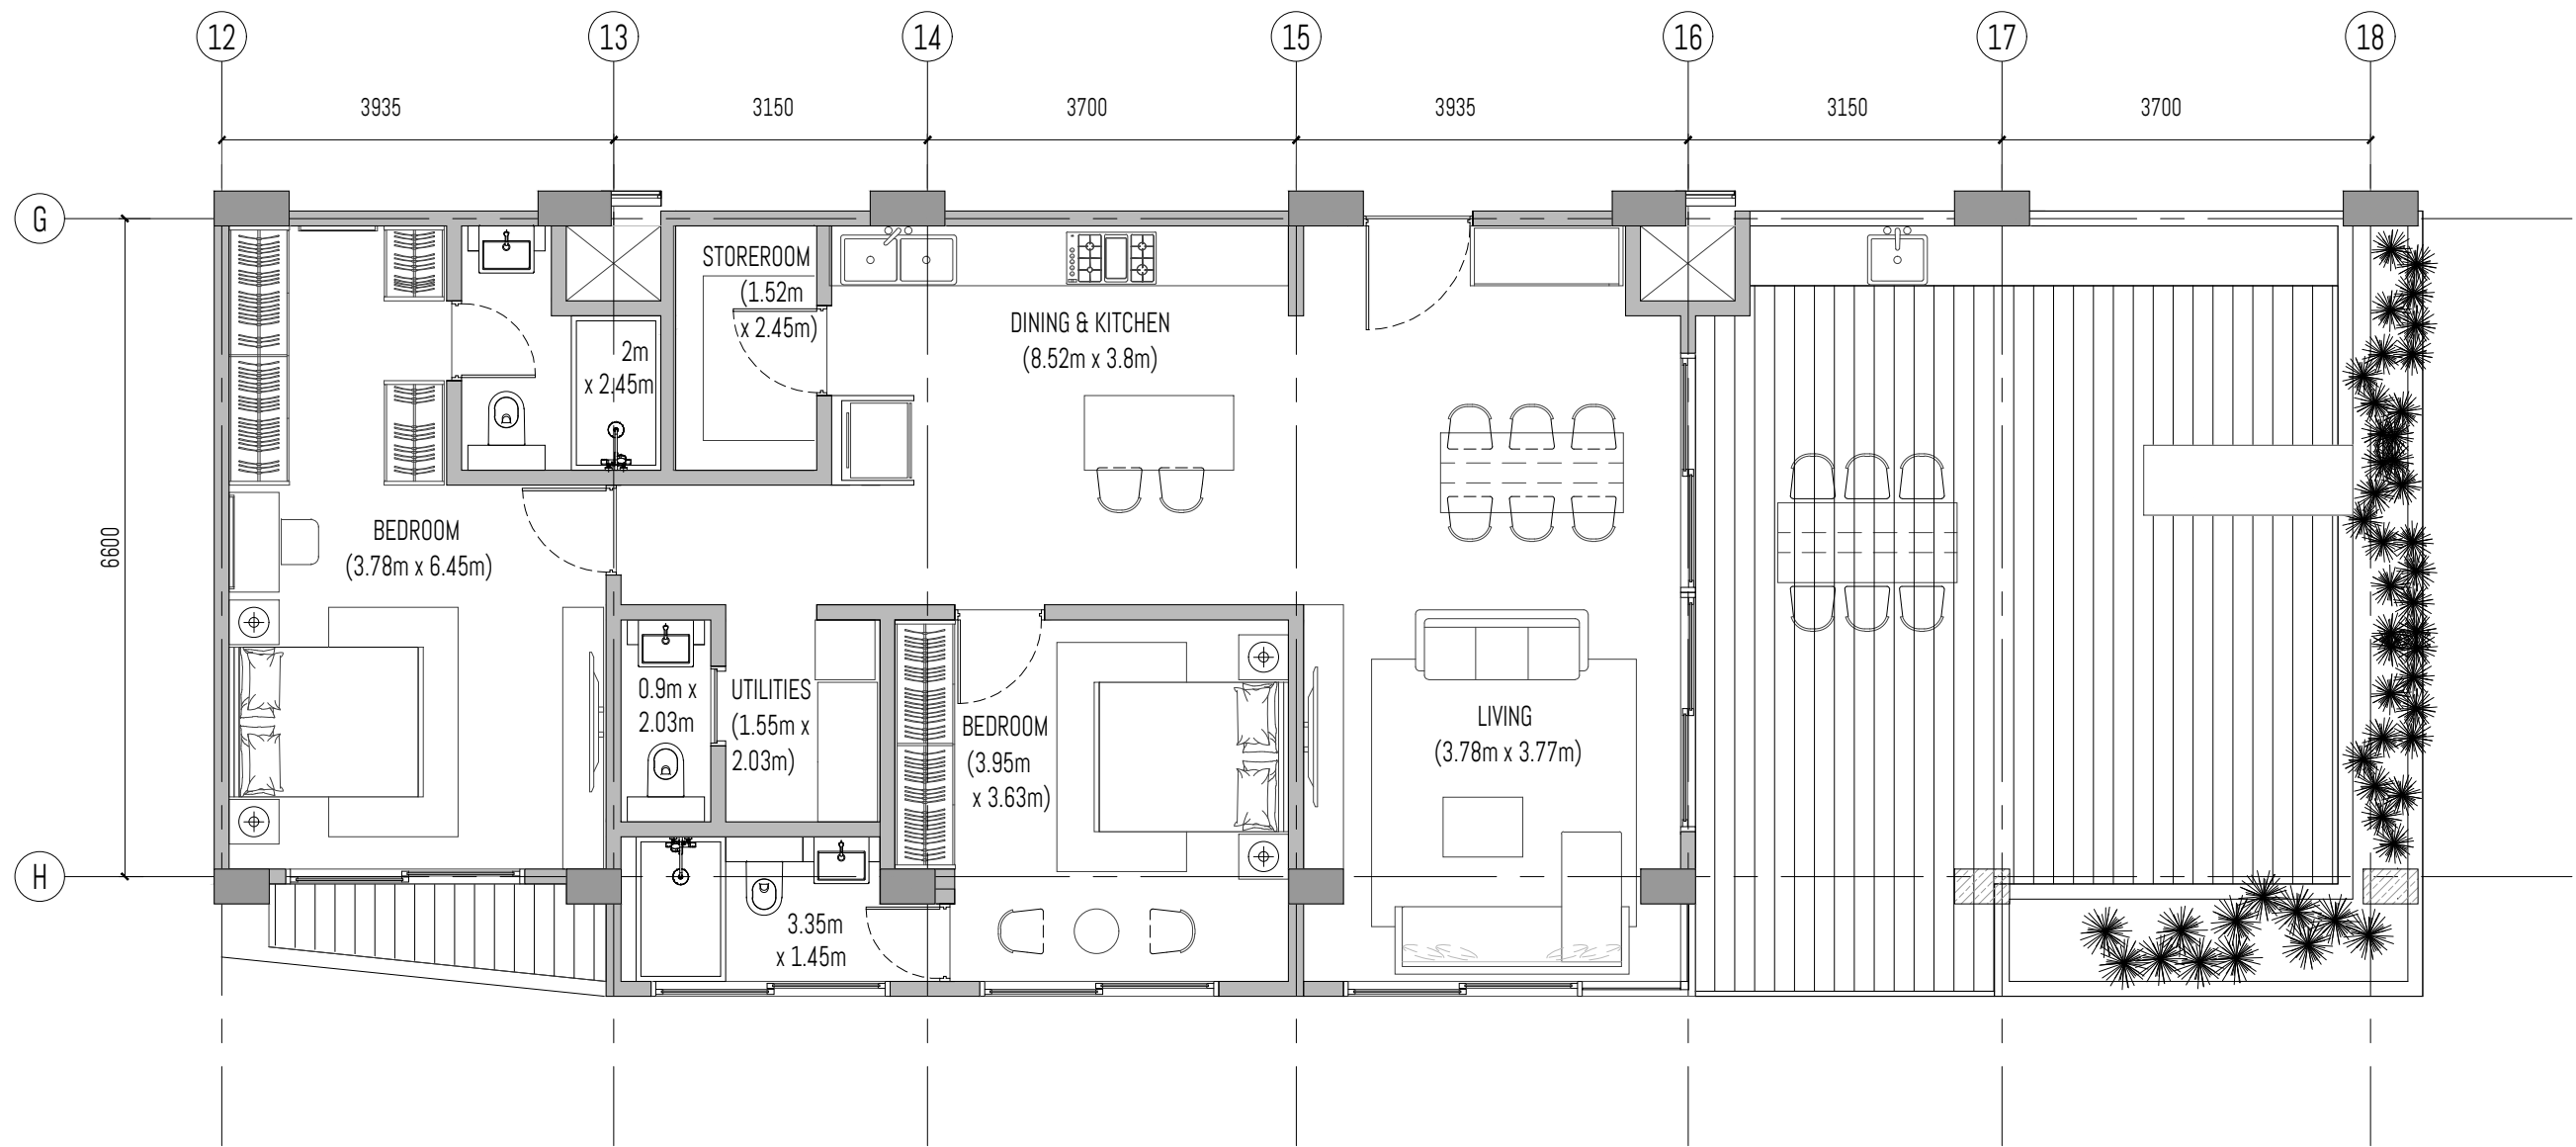 12 13 14 15 16 17 18
3935 3150 3700 3935 3150 3700
G
STOREROOM
(1.52m
x 2.45m)
DINING & KITCHEN
(8.52m x 3.8m)
2m
x 2.45m
BEDROOM
(3.78m x 6.45m)
6600
0.9m x
2.03m
UTILITIES
(1.55m x
2.03m)
BEDROOM
(3.95m
x 3.63m)
LIVING
(3.78m x 3.77m)
H
3.35m
x 1.45m